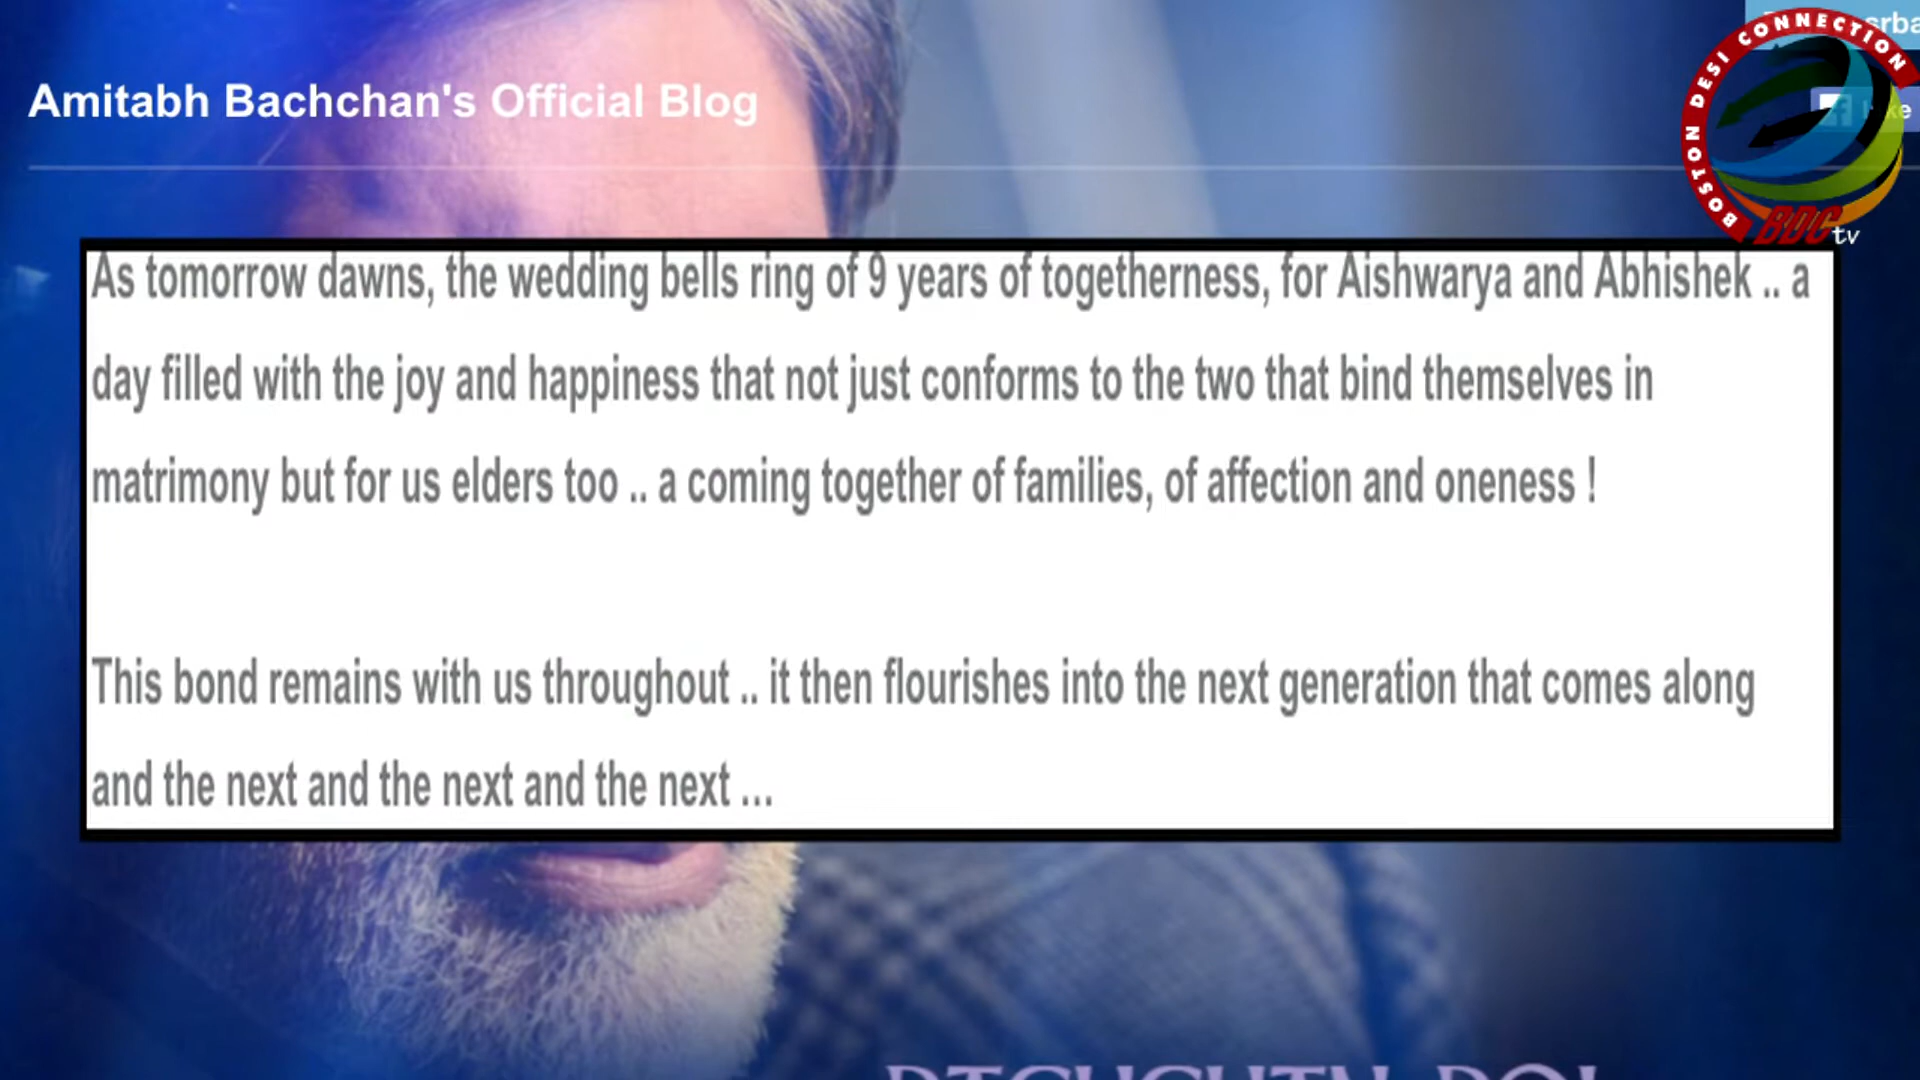 Amitabh Bachchan's Official Blog
BOSTON DESI CONNECTION
BDC tv
As tomorrow dawns, the wedding bells ring of 9 years of togetherness, for Aishwarya and Abhishek .. a
day filled with the joy and happiness that not just conforms to the two that bind themselves in
matrimony but for us elders too .. a coming together of families, of affection and oneness !
This bond remains with us throughout .. it then flourishes into the next generation that comes along
and the next and the next and the next ...